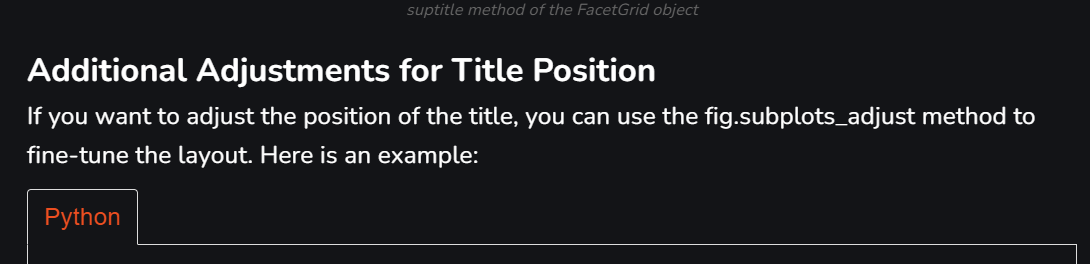 suptitle method of the FacetGrid object
Additional Adjustments for Title Position
If you want to adjust the position of the title, you can use the fig.subplots_adjust method to
fine-tune the layout. Here is an example:
Python